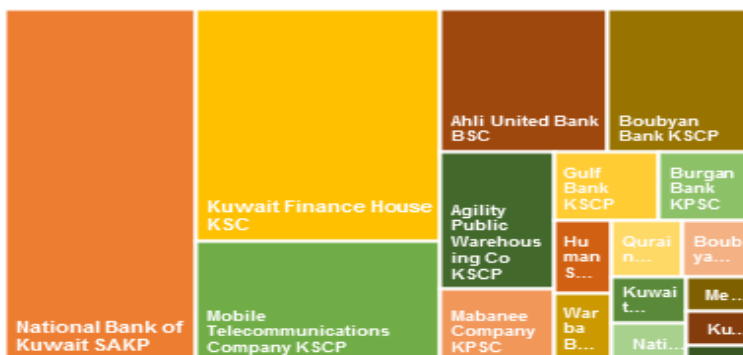 National Bank of
Kuwait SAKP
Kuwait Finance House
KSC
Mobile
Telecommunications
Company KSCP
Ahli United Bank
BSC
Boubyan
Bank KSCP
Agility
Public
Warehous
ing Co
KSCP
Mabanee
Company
KPSC
Gulf
Bank
KSCP
Burgan
Bank
KPSC
Hu
man
S...
Qurai
n...
Boub
ya...
War
ba
B...
Kuwai
t...
Nati...
Me...
Ku...